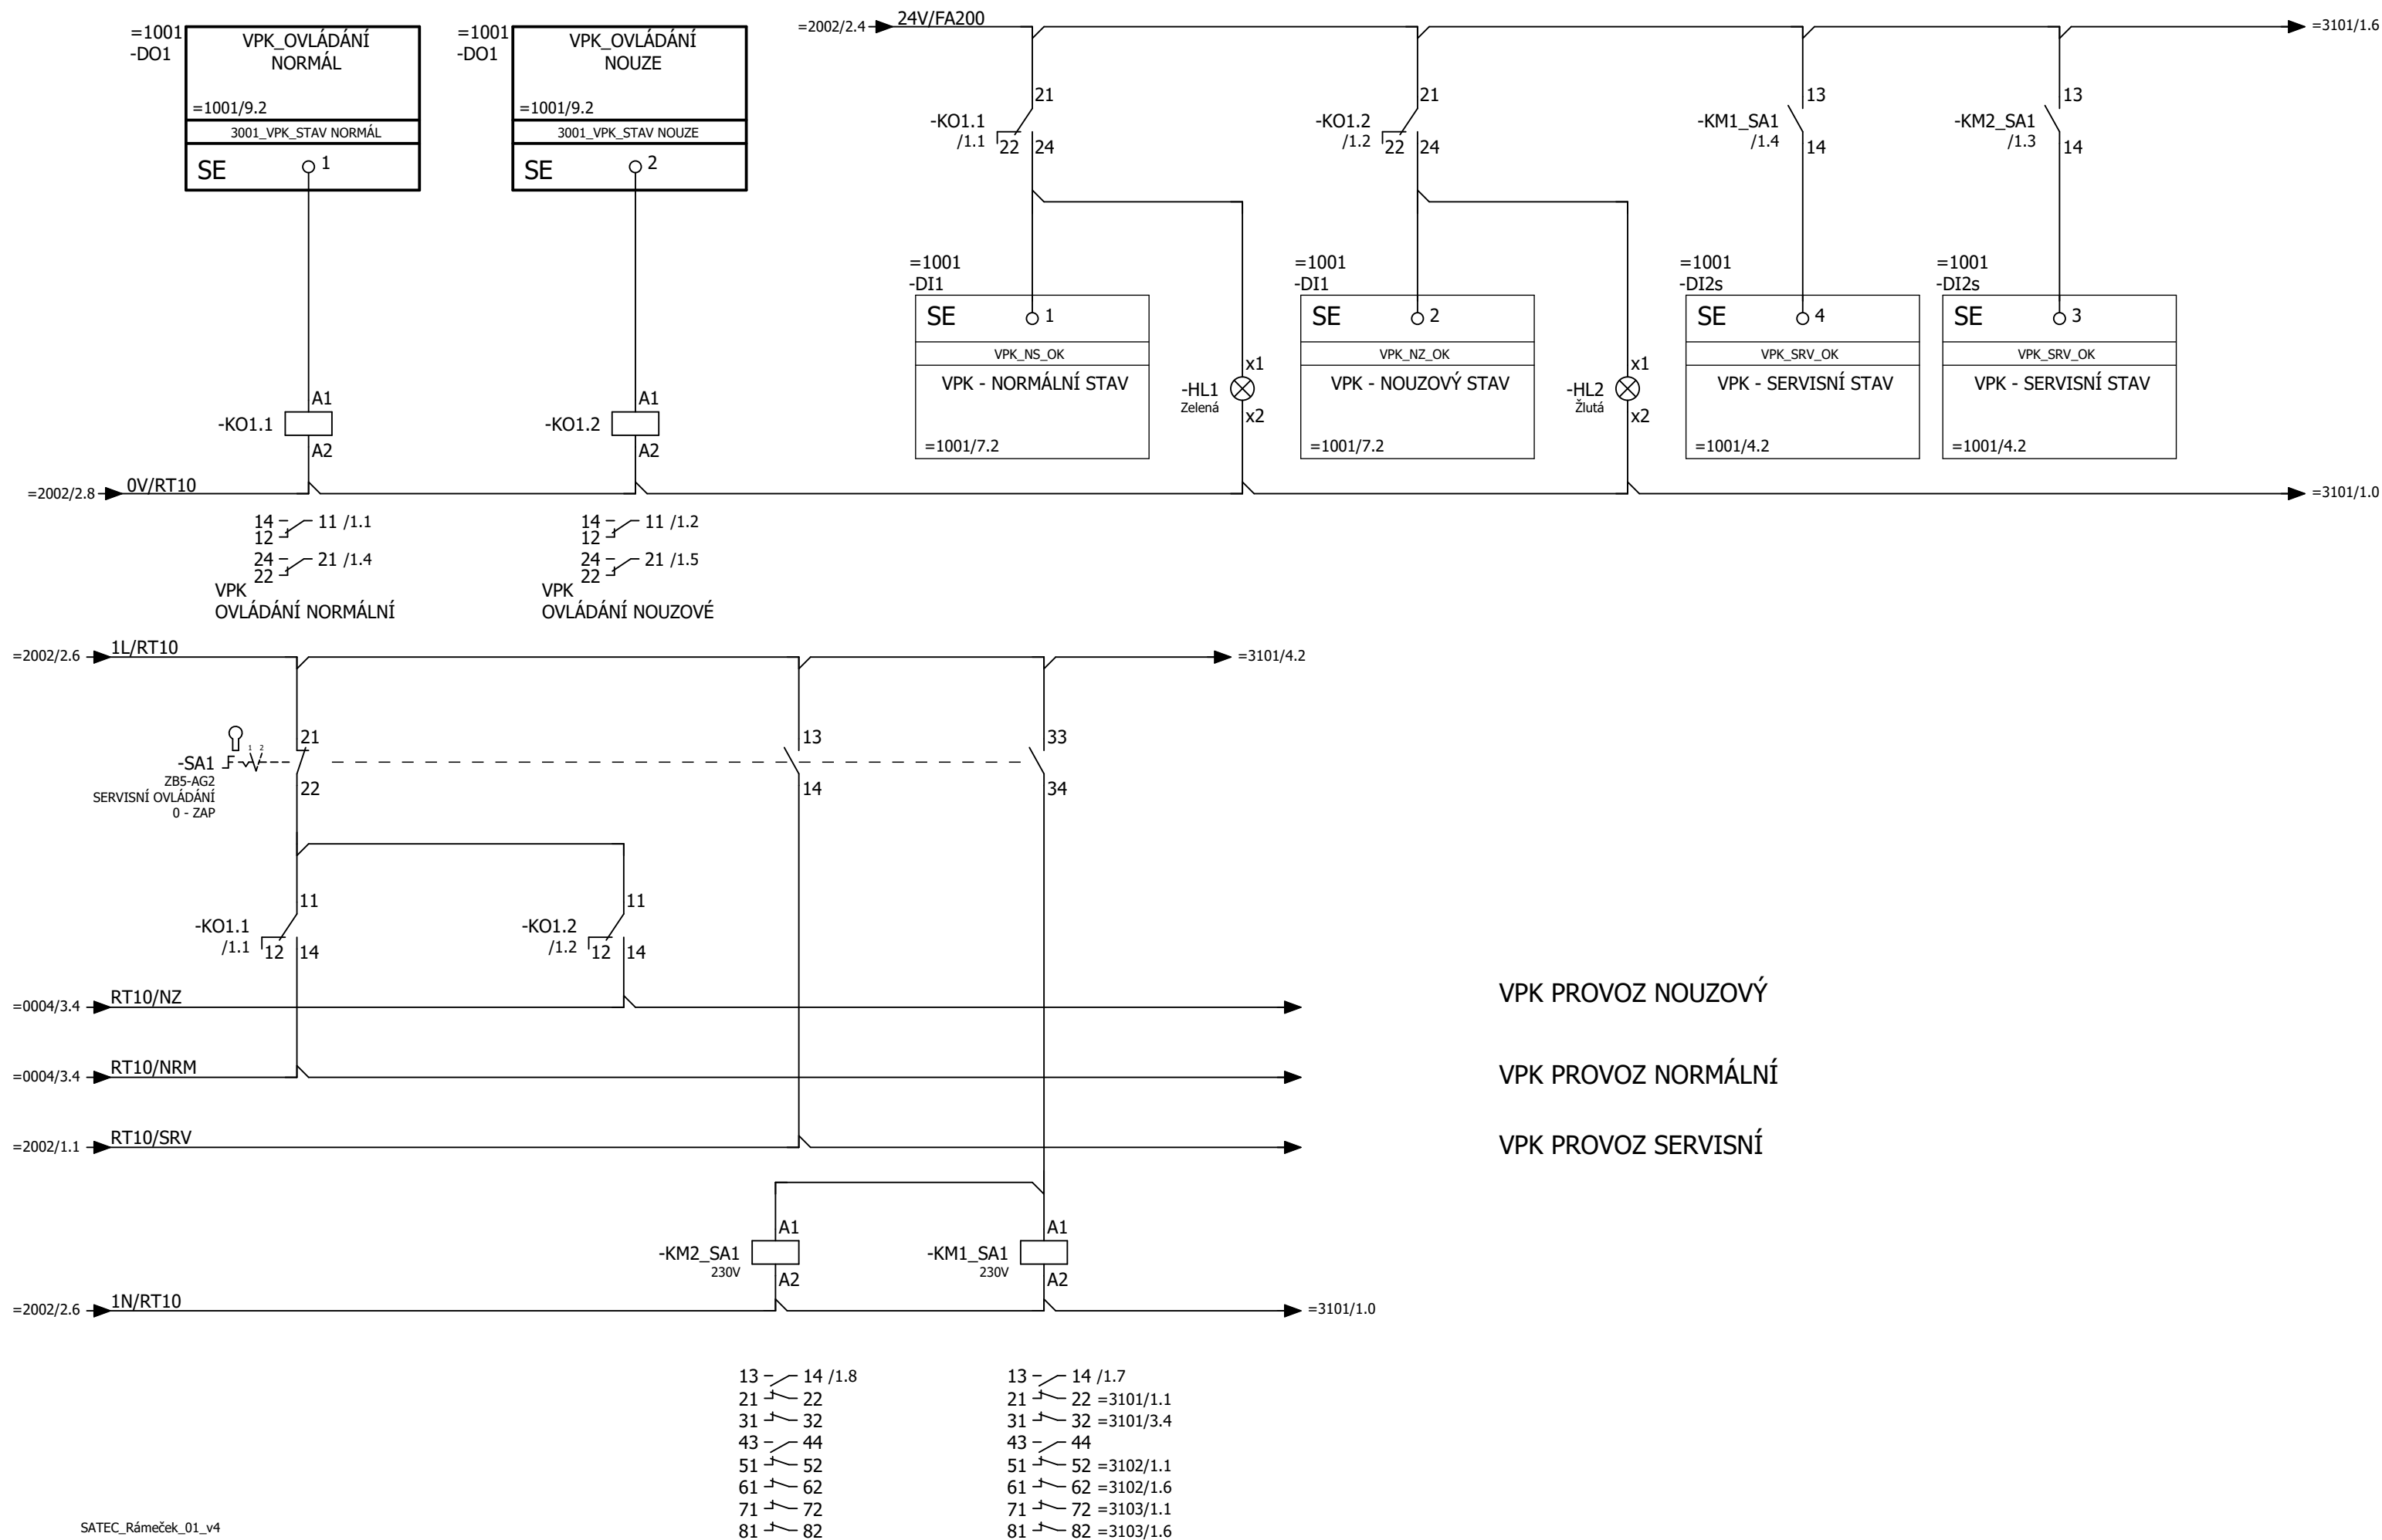 =1001
-DO1
VPK_OVLÁDÁNÍ
NORMÁL
=1001/9.2
3001_VPK_STAV NORMÁL
SE
1
=1001
-DO1
VPK_OVLÁDÁNÍ
NOUZE
=1001/9.2
3001_VPK_STAV NOUZE
SE
2
=2002/2.4
24V/FA200
=3101/1.6
21
-KO1.1
/1.1
22
24
21
-KO1.2
/1.2
22
24
13
-KM1_SA1
/1.4
14
13
-KM2_SA1
/1.3
14
=1001
-DI1
SE
1
VPK_NS_OK
VPK - NORMÁLNÍ STAV
=1001/7.2
x1
-HL1
Zelená
x2
=1001
-DI1
SE
2
VPK_NZ_OK
VPK - NOUZOVÝ STAV
=1001/7.2
x1
-HL2
Žlutá
x2
=1001
-DI2s
SE
4
VPK_SRV_OK
VPK - SERVISNÍ STAV
=1001/4.2
=1001
-DI2s
SE
3
VPK_SRV_OK
VPK - SERVISNÍ STAV
=1001/4.2
A1
-KO1.1
A2
A1
-KO1.2
A2
=2002/2.8
0V/RT10
=3101/1.0
14 11 /1.1
12
24 21 /1.4
22
VPK
OVLÁDÁNÍ NORMÁLNÍ
14 11 /1.2
12
24 21 /1.5
22
VPK
OVLÁDÁNÍ NOUZOVÉ
=2002/2.6
1L/RT10
=3101/4.2
1 2
-SA1
ZB5-AG2
SERVISNÍ OVLÁDÁNÍ
0 - ZAP
21
22
13
14
33
34
11
-KO1.1
/1.1
12
14
11
-KO1.2
/1.2
12
14
=0004/3.4
RT10/NZ
VPK PROVOZ NOUZOVÝ
=0004/3.4
RT10/NRM
VPK PROVOZ NORMÁLNÍ
=2002/1.1
RT10/SRV
VPK PROVOZ SERVISNÍ
A1
-KM2_SA1
230V
A2
A1
-KM1_SA1
230V
A2
=2002/2.6
1N/RT10
=3101/1.0
13 14 /1.8
21 22
31 32
43 44
51 52
61 62
71 72
81 82
13 14 /1.7
21 22 =3101/1.1
31 32 =3101/3.4
43 44
51 52 =3102/1.1
61 62 =3102/1.6
71 72 =3103/1.1
81 82 =3103/1.6
SATEC_Rámeček_01_v4